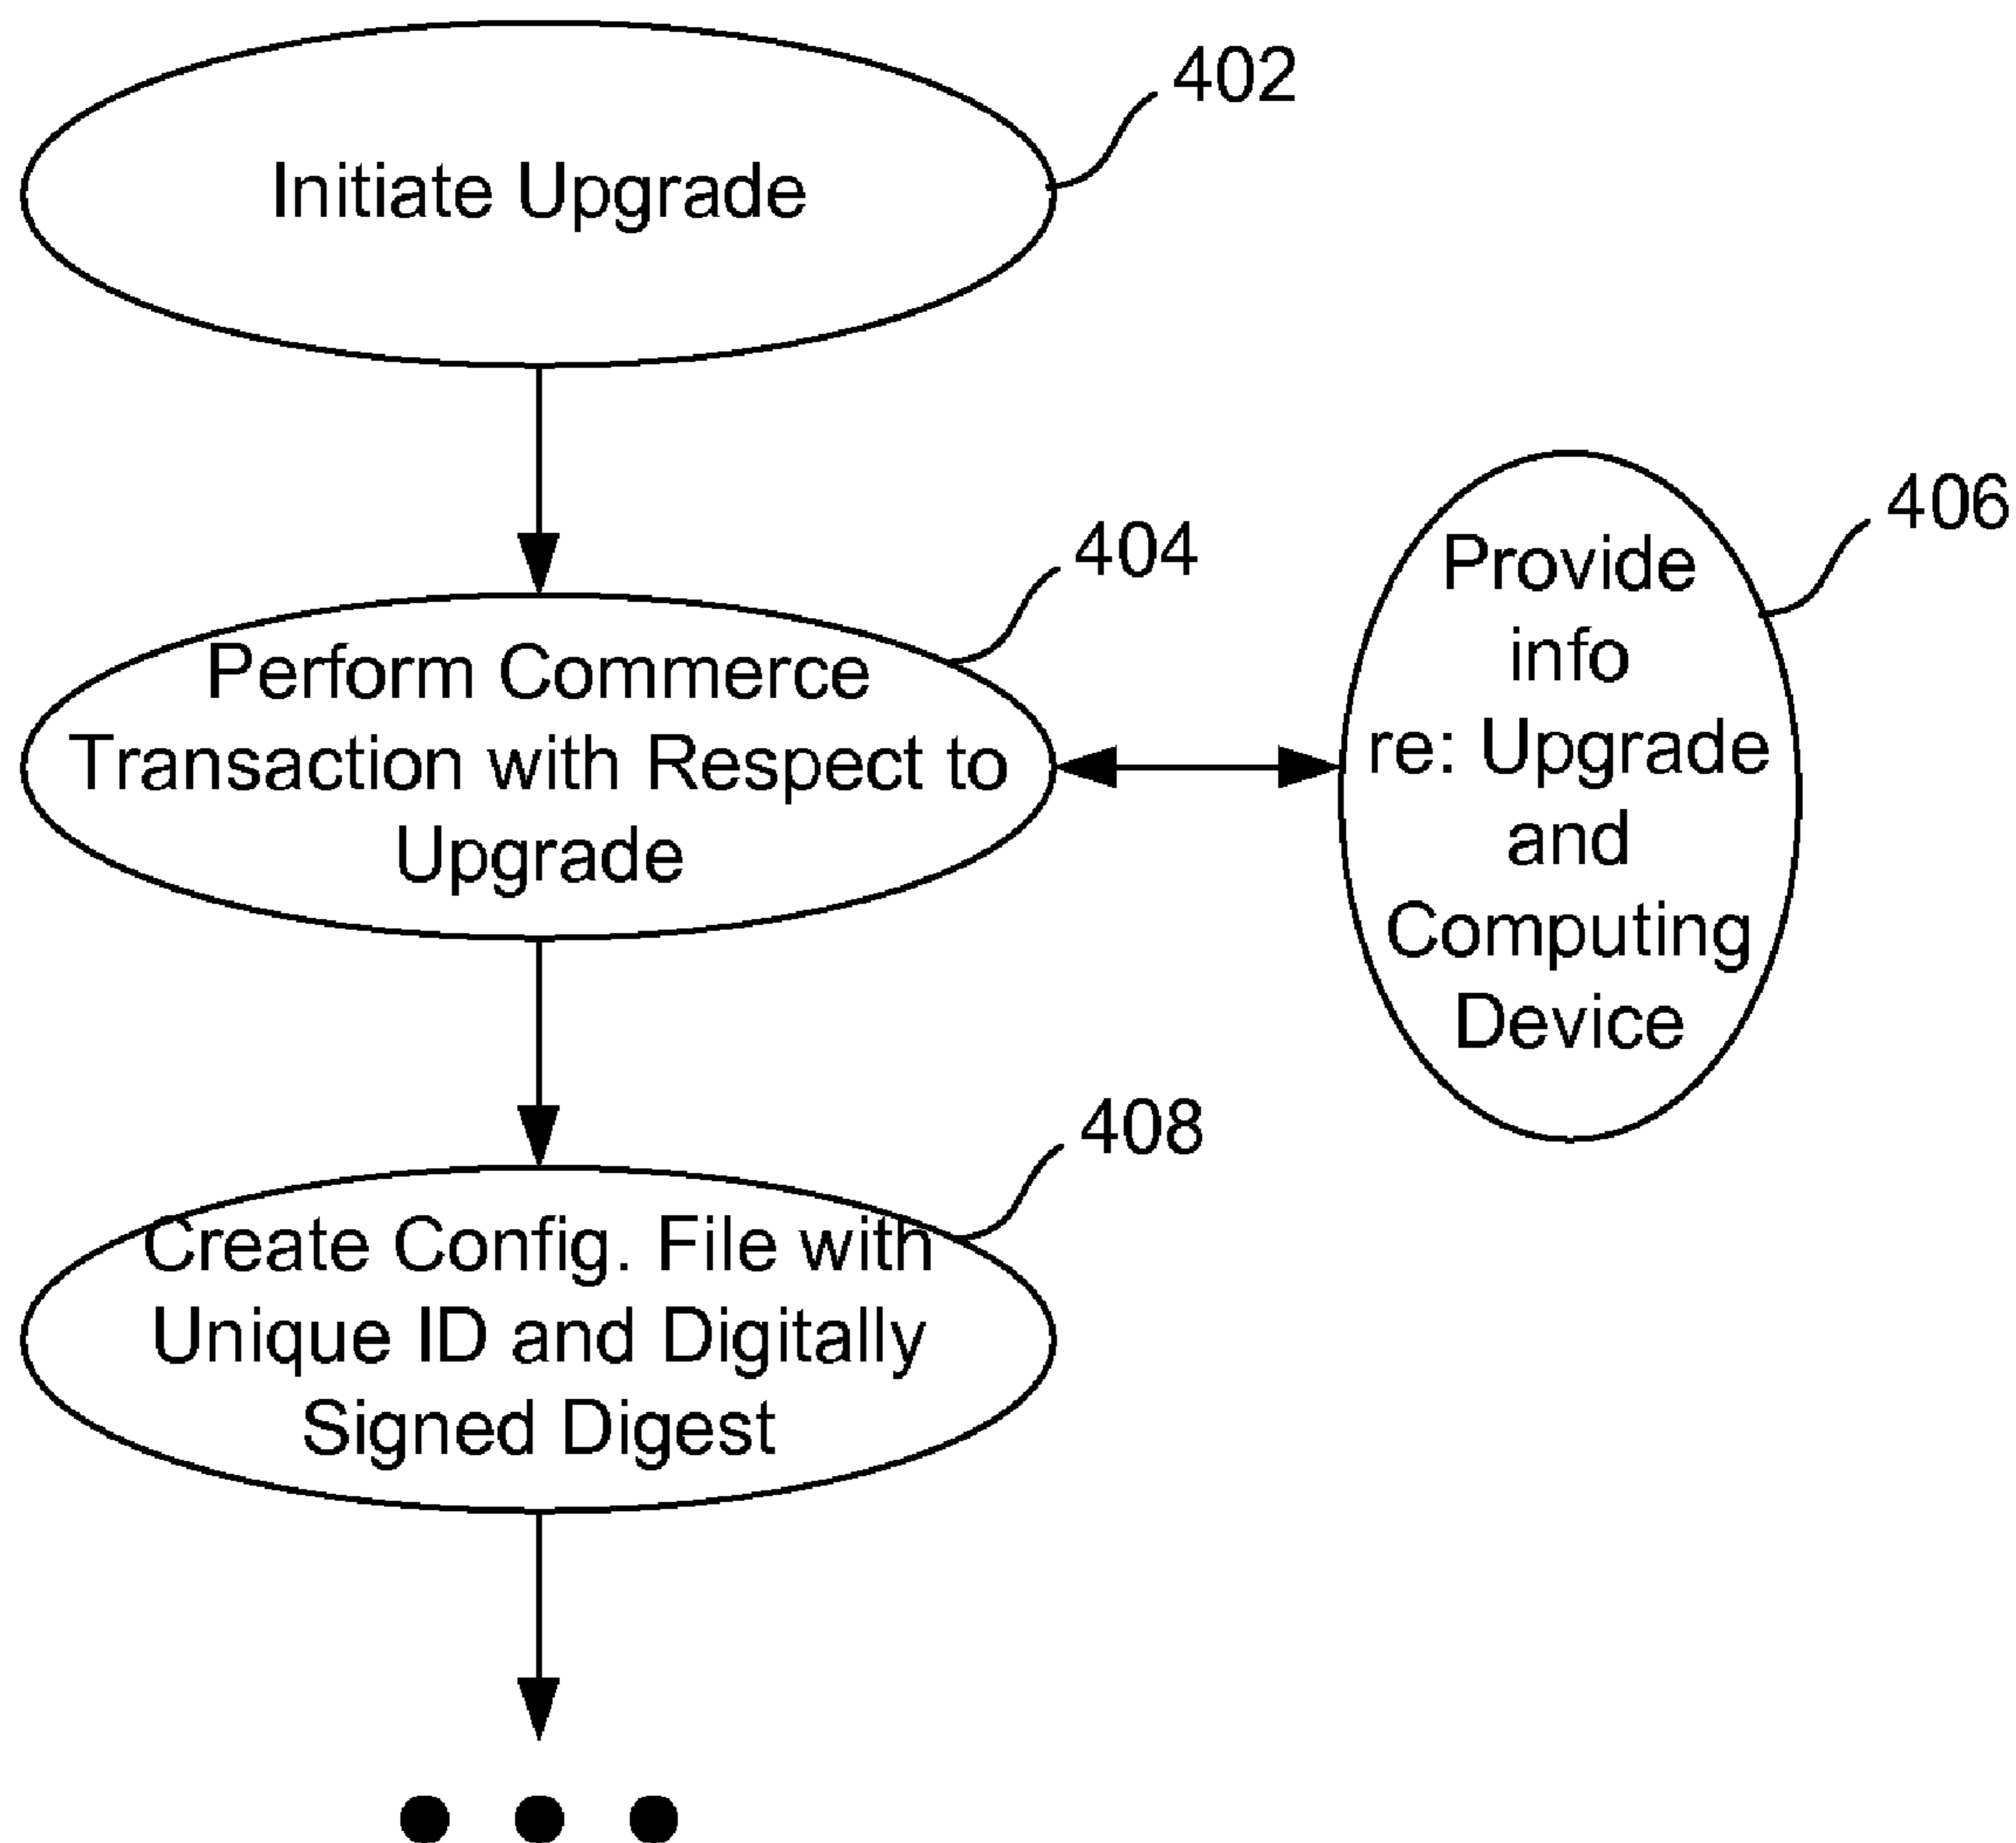 402
Initiate Upgrade
404
Perform Commerce
Transaction with Respect to
Upgrade
406
Provide
info
re: Upgrade
and
Computing
Device
408
Create Config. File with
Unique ID and Digitally
Signed Digest